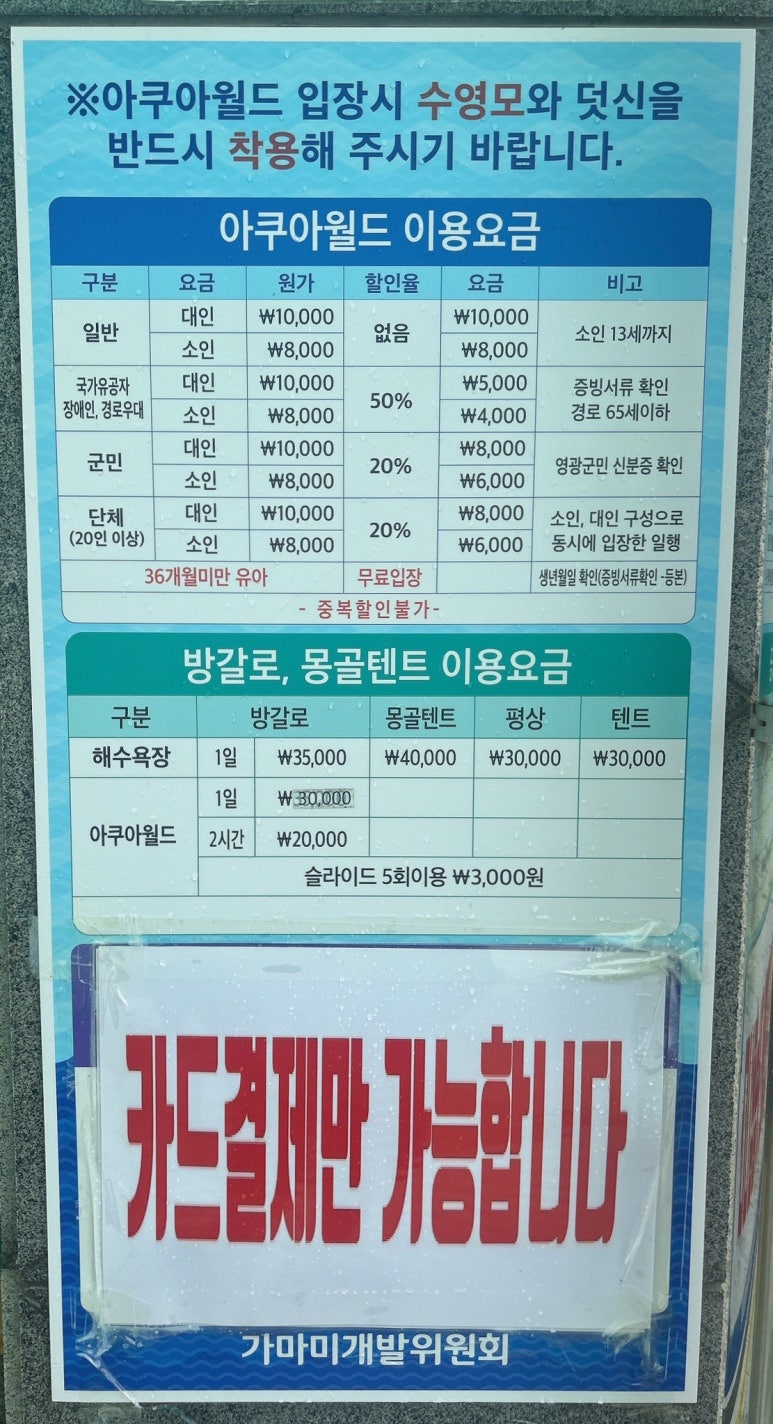 ※아쿠아월드 입장시 수영모와 덧신을
반드시 착용해 주시기 바랍니다.
아쿠아월드 이용요금
구분 요금 원가 할인율 요금 비고
일반 대인 ₩10,000 없음 ₩10,000 소인 13세까지
소인 ₩8,000 ₩8,000
국가유공자 장애인, 경로우대 대인 ₩10,000 50% ₩5,000 증빙서류 확인
소인 ₩8,000 ₩4,000 경로 65세이하
군민 대인 ₩10,000 20% ₩8,000 영광군민 신분증 확인
소인 ₩8,000 ₩6,000
단체 대인 ₩10,000 20% ₩8,000 소인, 대인 구성으로
(20인 이상) 소인 ₩8,000 ₩6,000 동시에 입장한 일행
36개월미만 유아 무료입장 생년월일 확인(증빙서류확인 -등본)
- 중복할인불가-
방갈로, 몽골텐트 이용요금
구분 방갈로 몽골텐트 평상 텐트
해수욕장 1일 ₩35,000 ₩40,000 ₩30,000 ₩30,000
아쿠아월드 1일 ₩30,000
2시간 ₩20,000
슬라이드 5회이용 ₩3,000원
카드결제만 가능합니다
가마미개발위원회